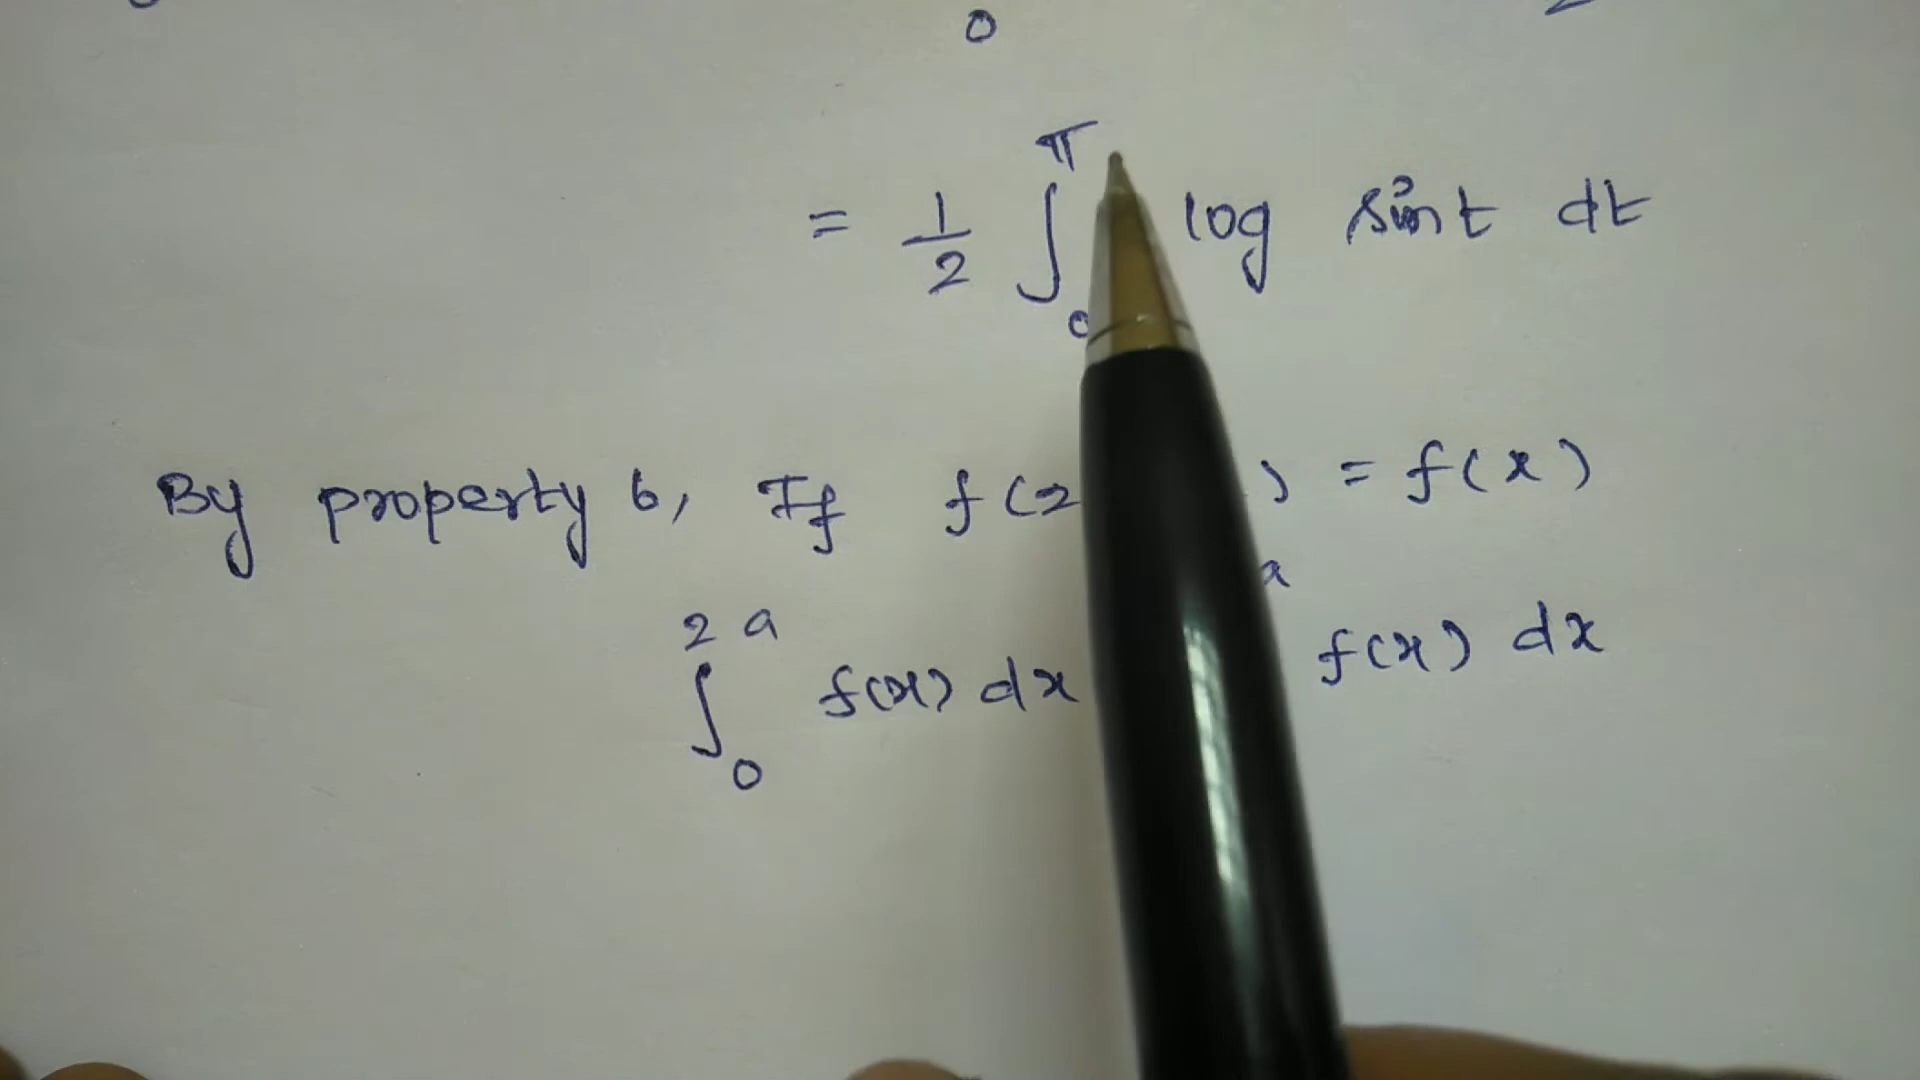 0
= 1/2 ∫ π 0 log sin t dt
By property 6, If f(2 ) = f(x)
∫ 2a 0 f(x) dx a f(x) dx